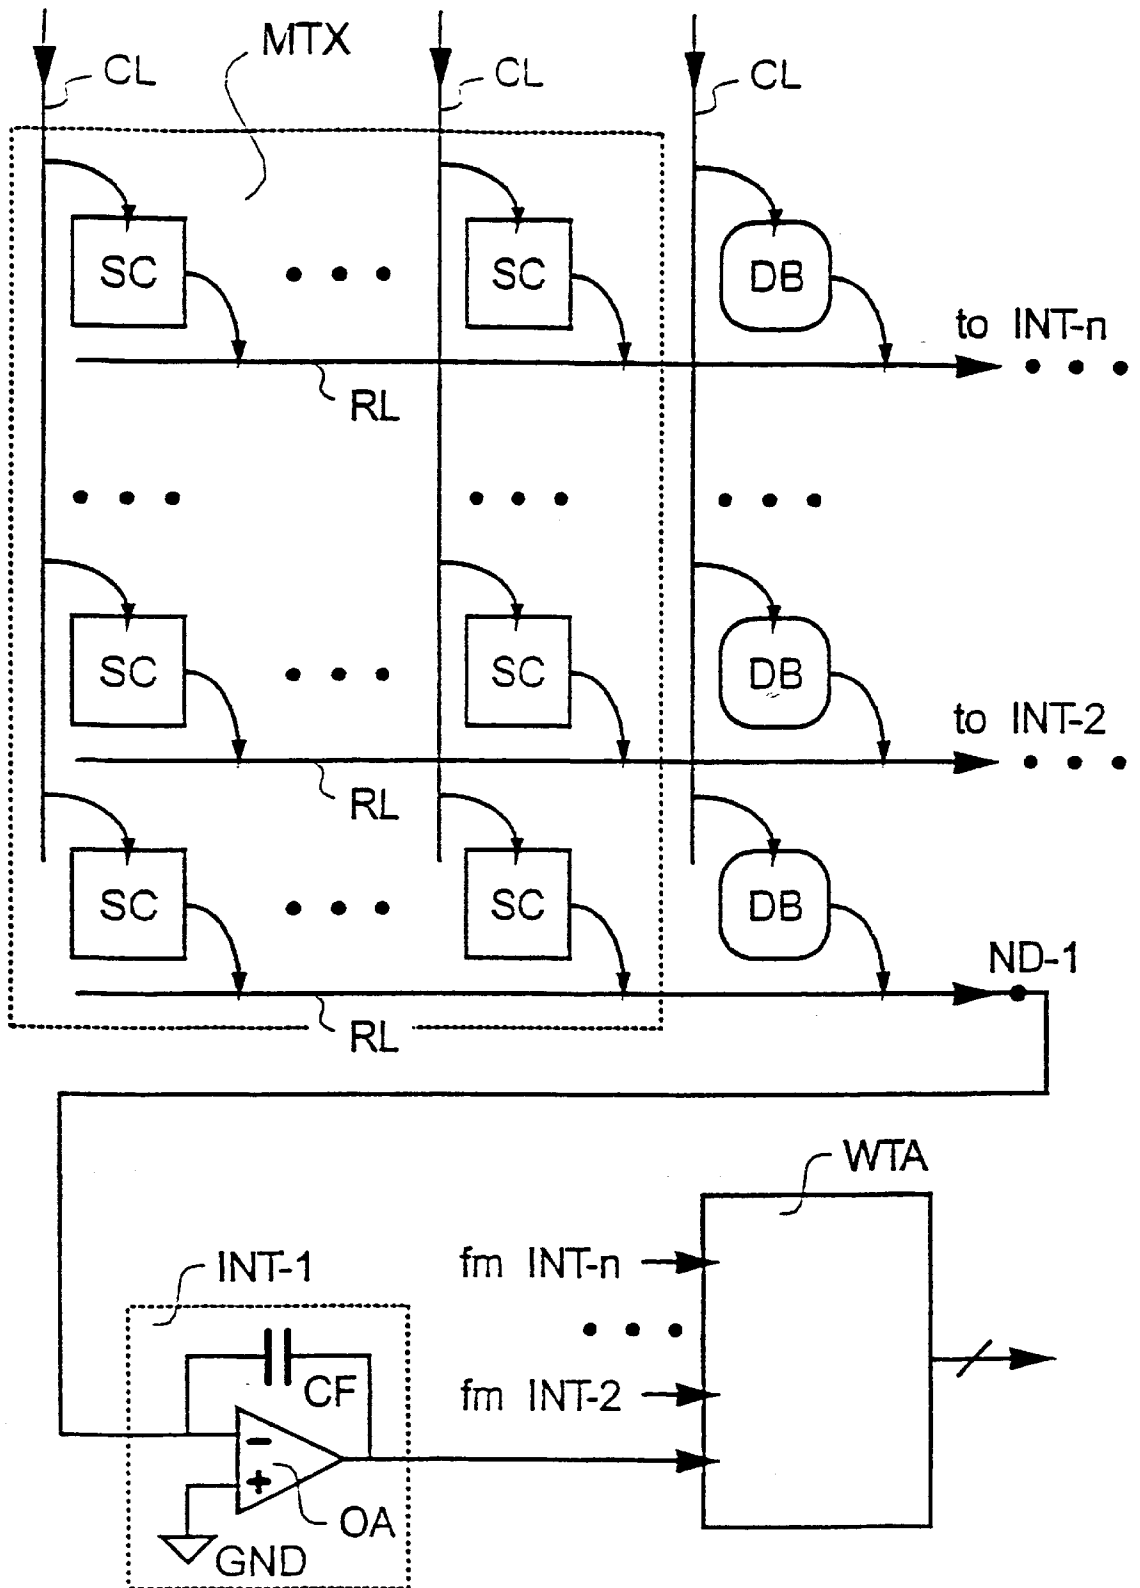 MTX
CL CL CL
SC SC DB
to INT-n
RL
SC SC DB
to INT-2
RL
SC SC DB
ND-1
RL
WTA
INT-1
fm INT-n
CF
fm INT-2
-
+
OA
GND